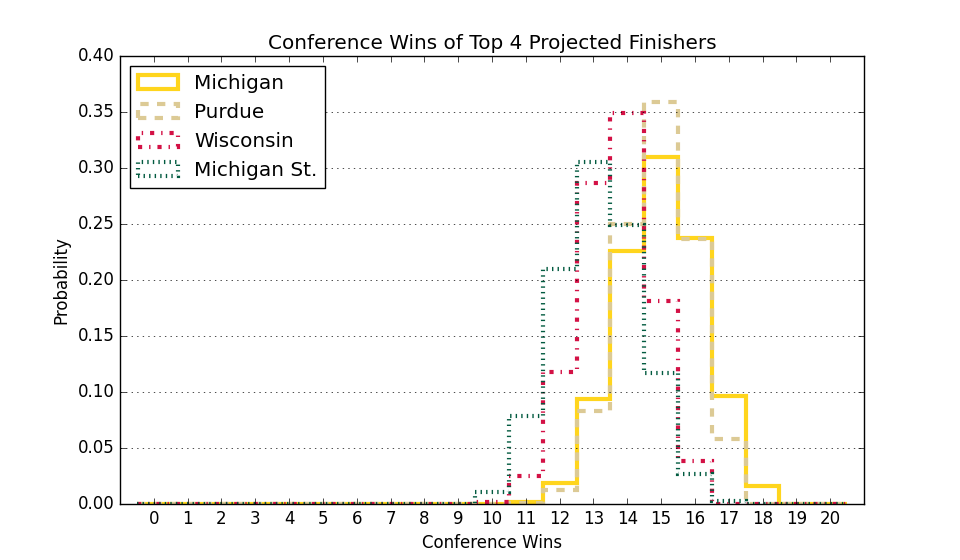 Conference Wins of Top 4 Projected Finishers
0.40
0.35
0.30
0.25
0.20
0.15
0.10
0.05
0.00
Probability
Michigan
Purdue
Wisconsin
Michigan St.
0 1 2 3 4 5 6 7 8 9 10 11 12 13 14 15 16 17 18 19 20
Conference Wins